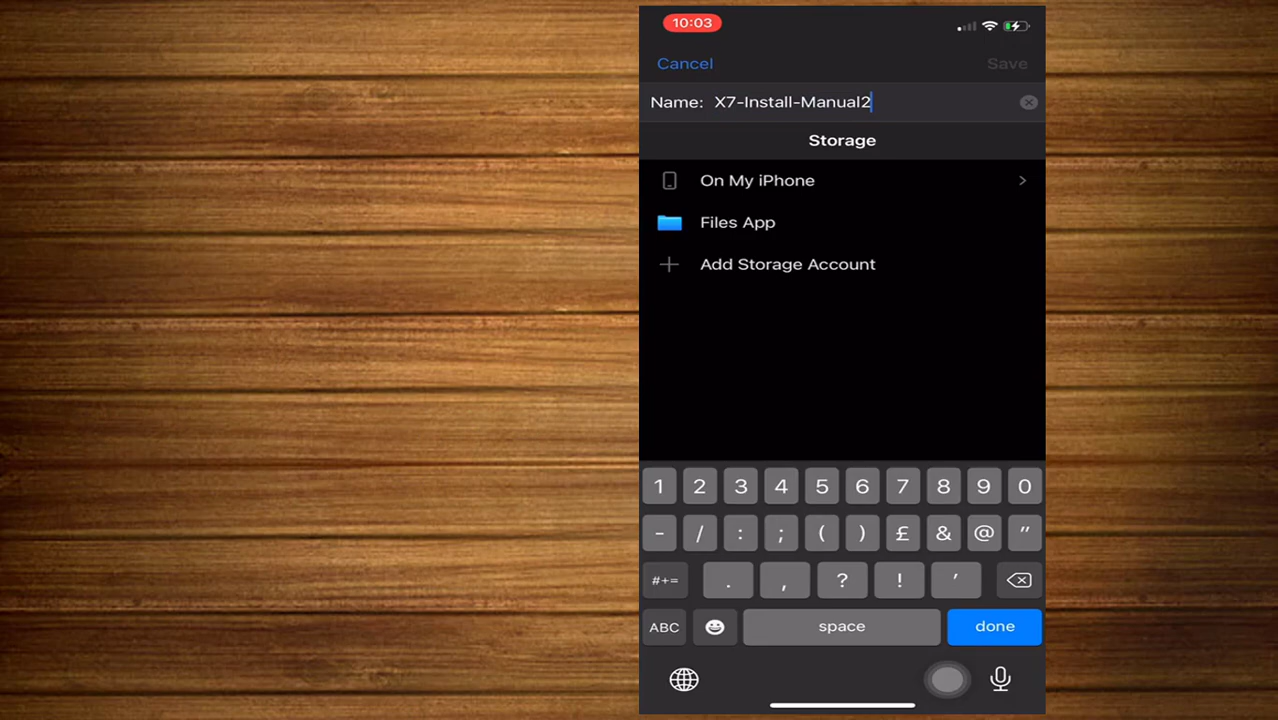 10:03
Cancel Save
Name: X7-Install-Manual2
Storage
On My iPhone
Files App
Add Storage Account
1 2 3 4 5 6 7 8 9 0
- / : ; ( ) £ & @ "
#+= . , ? ! '
ABC space done